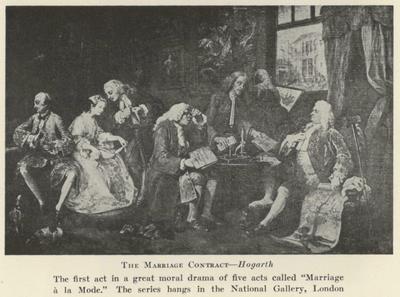 The Marriage Contract—Hogarth
The first act in a great moral drama of five acts called "Marriage
à la Mode." The series hangs in the National Gallery, London